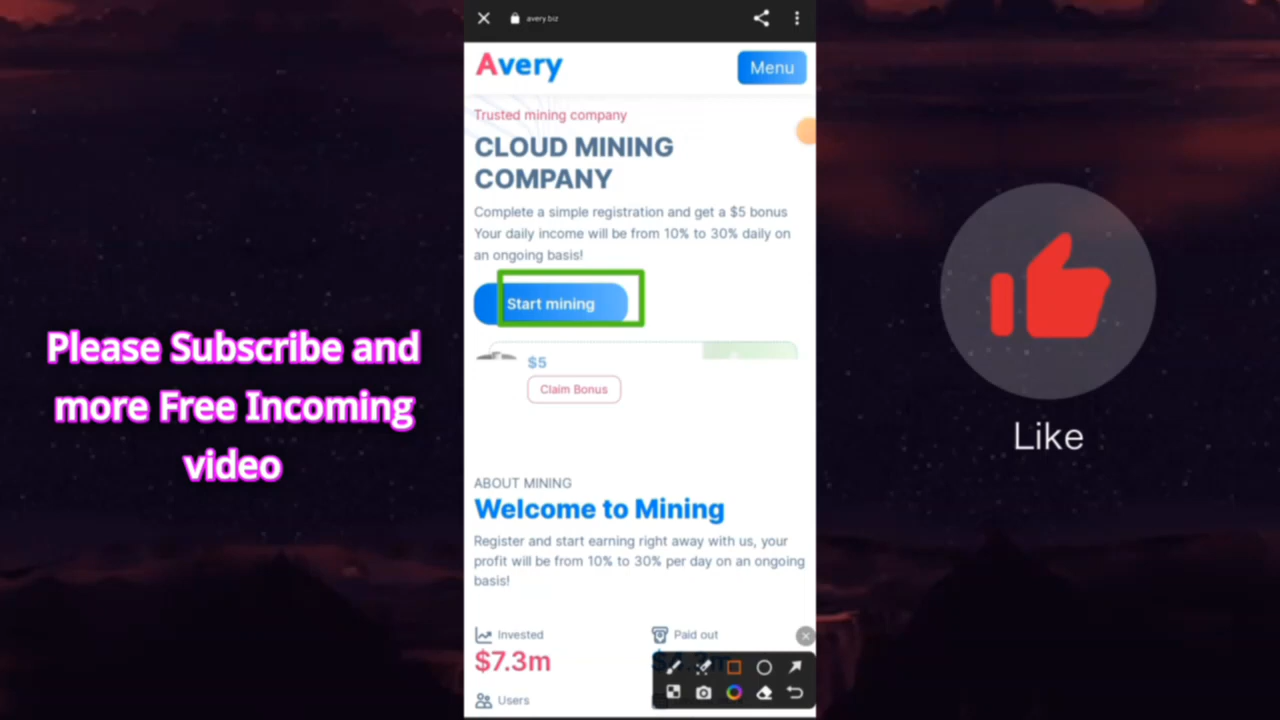 avery.biz
Avery
Menu
Trusted mining company
CLOUD MINING
COMPANY
Complete a simple registration and get a $5 bonus
Your daily income will be from 10% to 30% daily on
an ongoing basis!
Start mining
$5
Claim Bonus
ABOUT MINING
Welcome to Mining
Register and start earning right away with us, your
profit will be from 10% to 30% per day on an ongoing
basis!
Invested
Paid out
$7.3m
Users
Please Subscribe and
more Free Incoming
video
Like